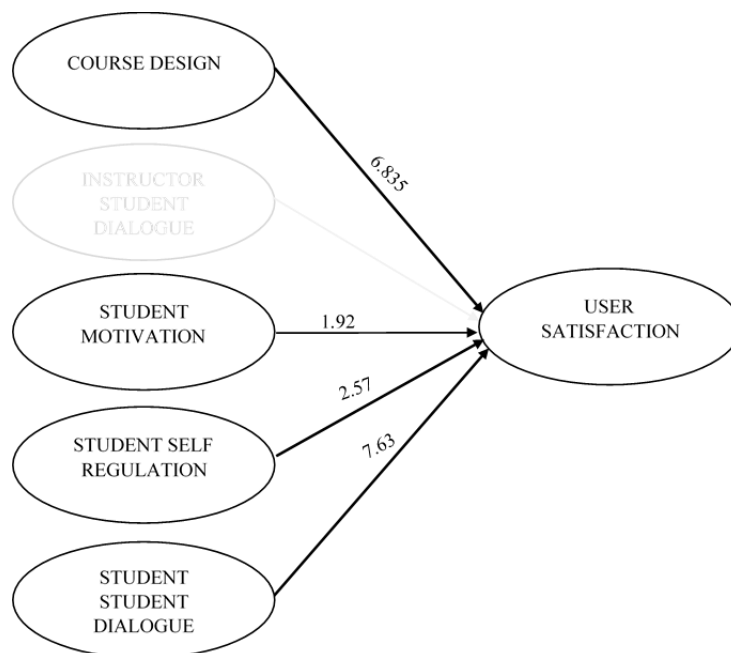 COURSE DESIGN
6.835
INSTRUCTOR
STUDENT
DIALOGUE
STUDENT
MOTIVATION
1.92
USER
SATISFACTION
2.57
STUDENT SELF
REGULATION
7.63
STUDENT
STUDENT
DIALOGUE